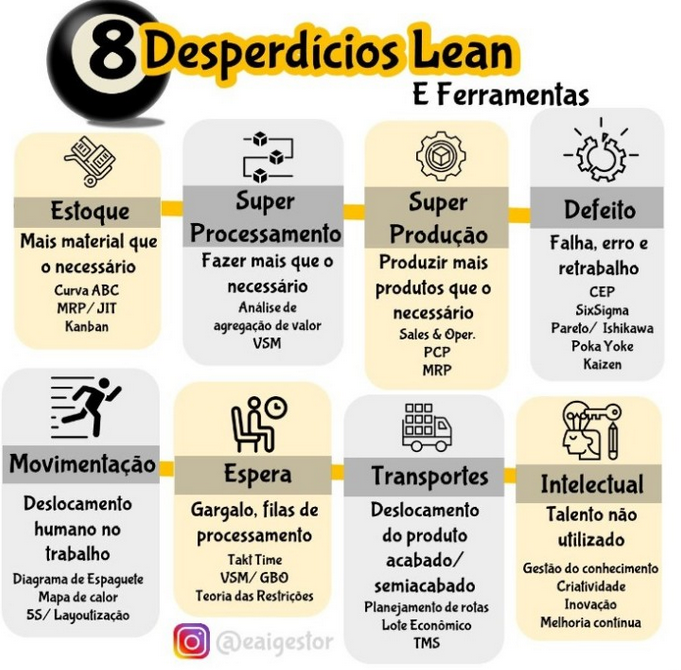 8 Desperdícios Lean
E Ferramentas
Estoque
Mais material que
o necessário
Curva ABC
MRP/ JIT
Kanban
Super
Processamento
Fazer mais que o
necessário
Análise de
agregação de valor
VSM
Super
Produção
Produzir mais
produtos que o
necessário
Sales & Oper.
PCP
MRP
Defeito
Falha, erro e
retrabalho
CEP
SixSigma
Pareto/ Ishikawa
Poka Yoke
Kaizen
Movimentação
Deslocamento
humano no
trabalho
Diagrama de Espaguete
Mapa de calor
5S/ Layoutização
Espera
Gargalo, filas de
processamento
Takt Time
VSM/ GBO
Teoria das Restrições
Transportes
Deslocamento
do produto
acabado/
semiacabado
Planejamento de rotas
Lote Econômico
TMS
Intelectual
Talento não
utilizado
Gestão do conhecimento
Criatividade
Inovação
Melhoria contínua
@eaigestor